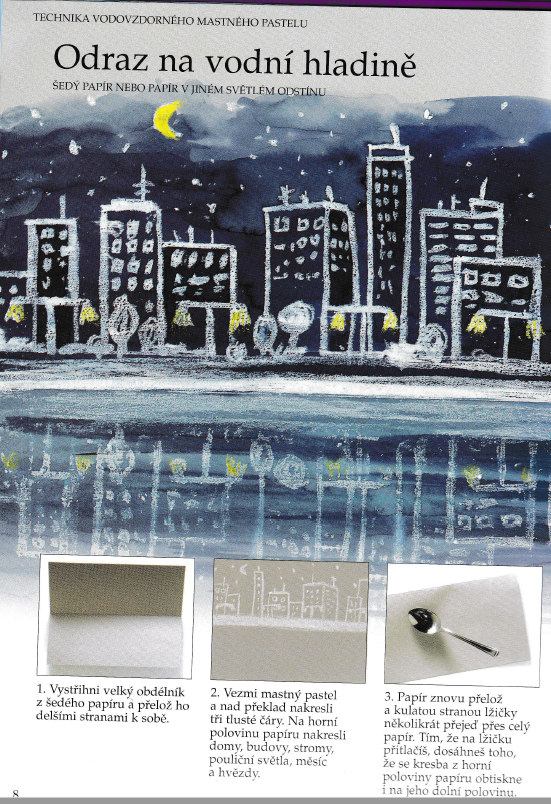 TECHNIKA VODOVZDORNÉHO MASTNÉHO PASTELU
Odraz na vodní hladině
ŠEDÝ PAPÍR NEBO PAPÍR V JINÉM SVĚTLÉM ODSTÍNU
1. Vystřihni velký obdélník
z šedého papíru a přelož ho
delšími stranami k sobě.
2. Vezmi mastný pastel
a nad překlad nakresli
tři tlusté čáry. Na horní
polovinu papíru nakresli
domy, budovy, stromy,
pouliční světla, měsíc
a hvězdy.
3. Papír znovu přelož
a kulatou stranou lžičky
několikrát přejeď přes celý
papír. Tím, že na lžičku
přitlačíš, dosáhneš toho,
že se kresba z horní
poloviny papíru obtiskne
i na jeho dolní polovinu.
8